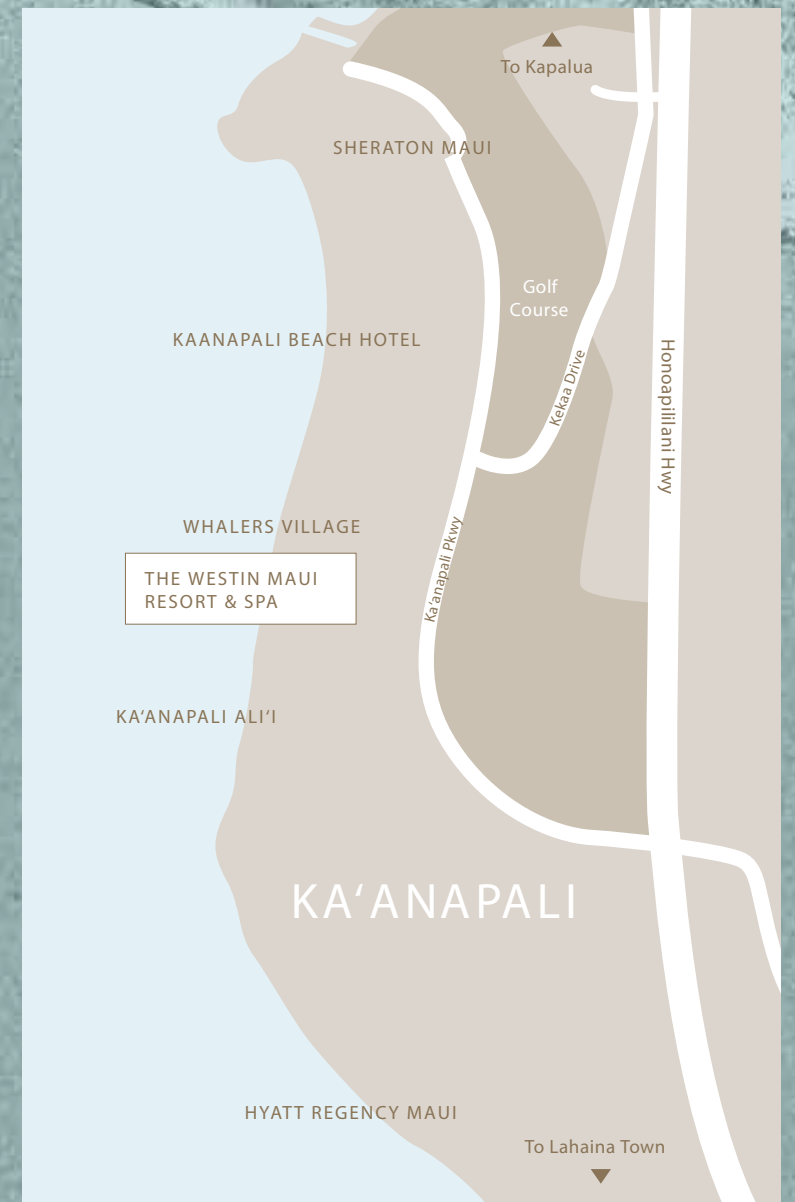 To Kapalua
SHERATON MAUI
Golf
Course
KAANAPALI BEACH HOTEL
Kekaa Drive
Honoapiilani Hwy
WHALERS VILLAGE
Ka‘anapali Pkwy
THE WESTIN MAUI
RESORT & SPA
KA‘ANAPALI ALI‘I
KA‘ANAPALI
HYATT REGENCY MAUI
To Lahaina Town